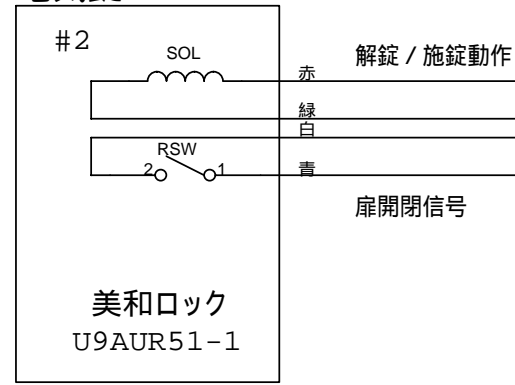 #2
SOL
解錠 / 施錠動作
赤
緑
白
RSW
2 1
青
扉開閉信号
美和ロック
U9AUR51-1